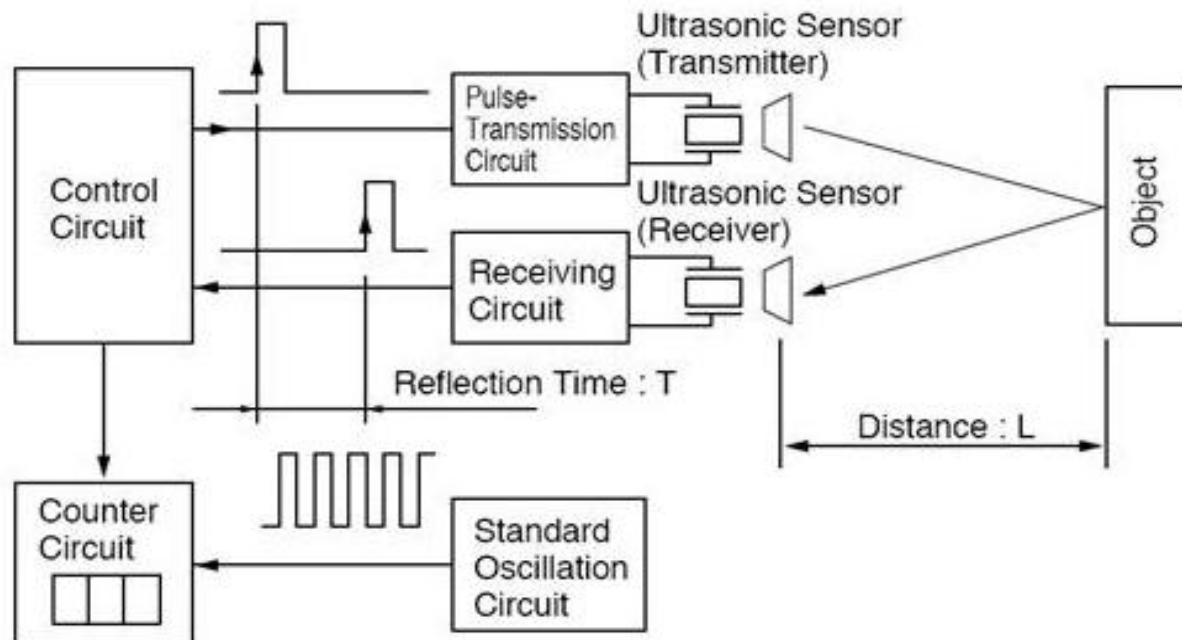 Ultrasonic Sensor
(Transmitter)
Control
Circuit
Pulse-
Transmission
Circuit
Object
Ultrasonic Sensor
(Receiver)
Receiving
Circuit
Reflection Time : T
Distance : L
Counter
Circuit
Standard
Oscillation
Circuit